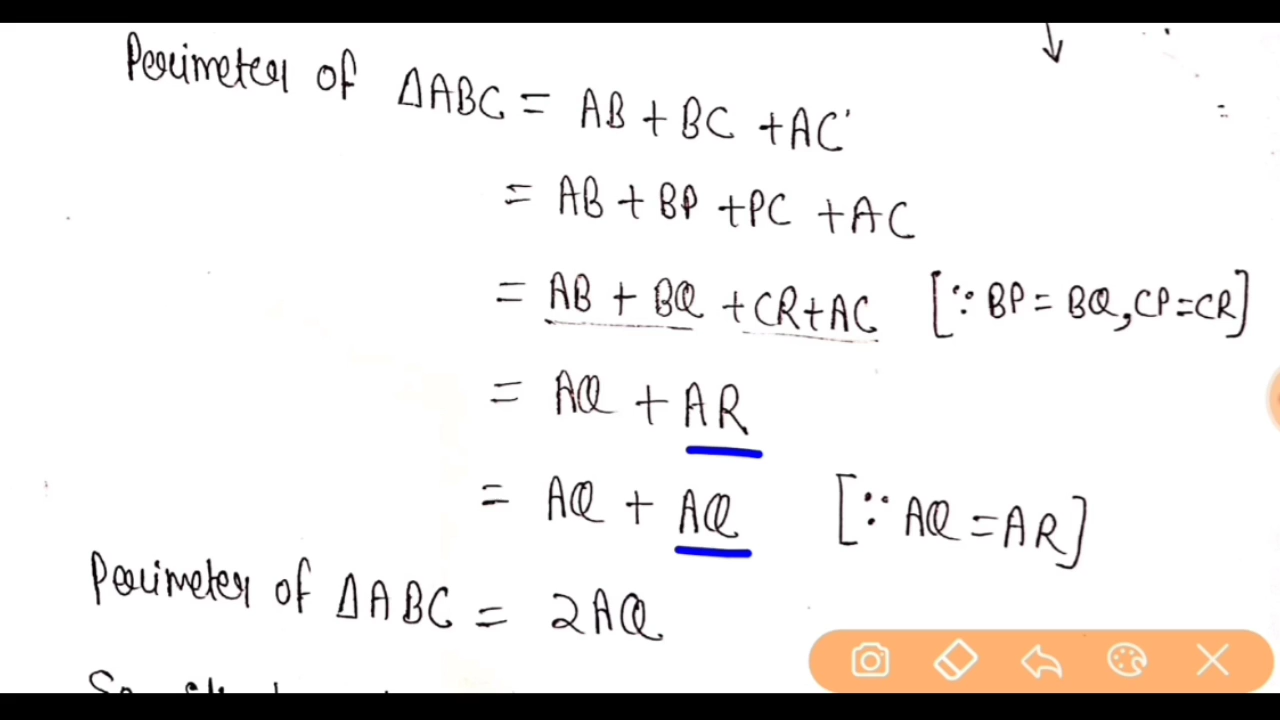 Perimeter of ΔABC = AB + BC + AC
= AB + BP + PC + AC
= AB + BQ + CR + AC [∵ BP = BQ, CP = CR]
= AQ + AR
= AQ + AQ [∵ AQ = AR]
Perimeter of ΔABC = 2AQ